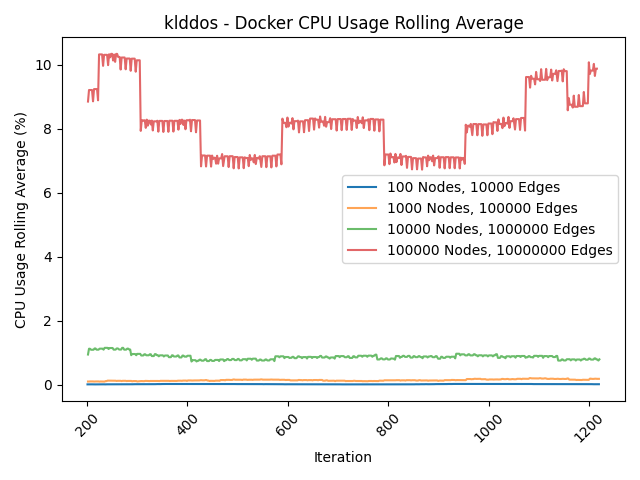 klddos - Docker CPU Usage Rolling Average
CPU Usage Rolling Average (%)
10
8
6
4
2
0
100 Nodes, 10000 Edges
1000 Nodes, 100000 Edges
10000 Nodes, 1000000 Edges
100000 Nodes, 10000000 Edges
200
400
600
800
1000
1200
Iteration